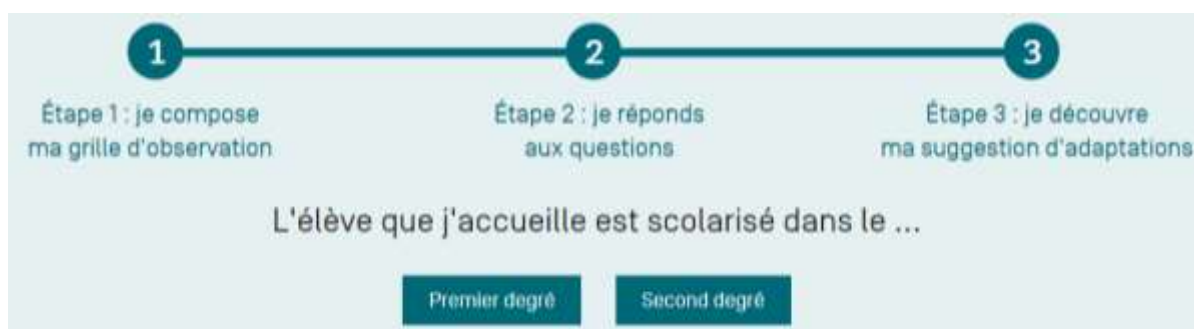 1
2
3
Étape 1 : je compose
ma grille d'observation
Étape 2 : je réponds
aux questions
Étape 3 : je découvre
ma suggestion d'adaptations
L'élève que j'accueille est scolarisé dans le ...
Premier degré
Second degré